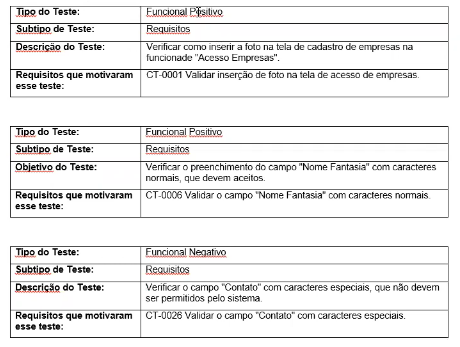 Tipo do Teste: Funcional Positivo
Subtipo de Teste: Requisitos
Descrição do Teste: Verificar como inserir a foto na tela de cadastro de empresas na
funcionade "Acesso Empresas".
Requisitos que motivaram CT-0001 Validar inserção de foto na tela de acesso de empresas.
esse teste:
Tipo do Teste: Funcional Positivo
Subtipo de Teste: Requisitos
Objetivo do Teste: Verificar o preenchimento do campo "Nome Fantasia" com caracteres
normais, que devem aceitos.
Requisitos que motivaram CT-0006 Validar o campo "Nome Fantasia" com caracteres normais.
esse teste:
Tipo do Teste: Funcional Negativo
Subtipo de Teste: Requisitos
Descrição do Teste: Verificar o campo "Contato" com caracteres especiais, que não devem
ser permitidos pelo sistema.
Requisitos que motivaram CT-0026 Validar o campo "Contato" com caracteres especiais.
esse teste: